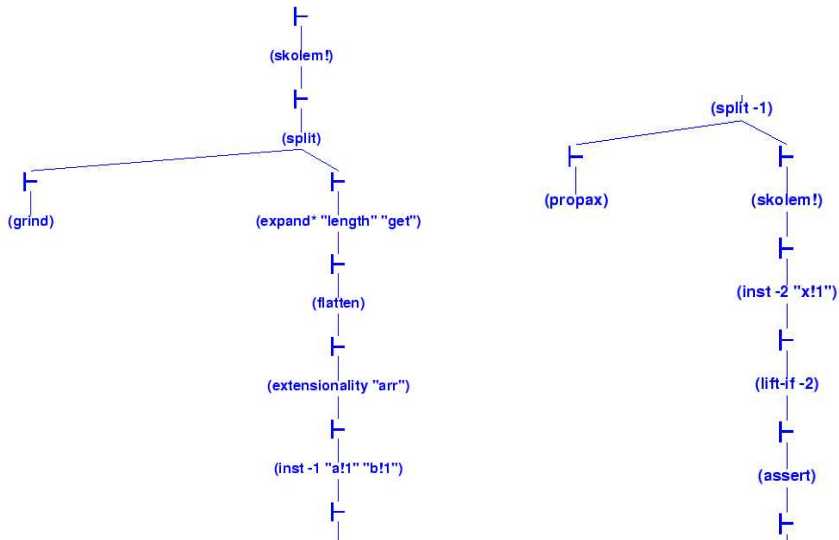 (skolem!)
(split)
(grind)
(expand* "length" "get")
(flatten)
(extensionality "arr")
(inst -1 "a!1" "b!1")
(split -1)
(propax)
(skolem!)
(inst -2 "x!1")
(lift-if -2)
(assert)